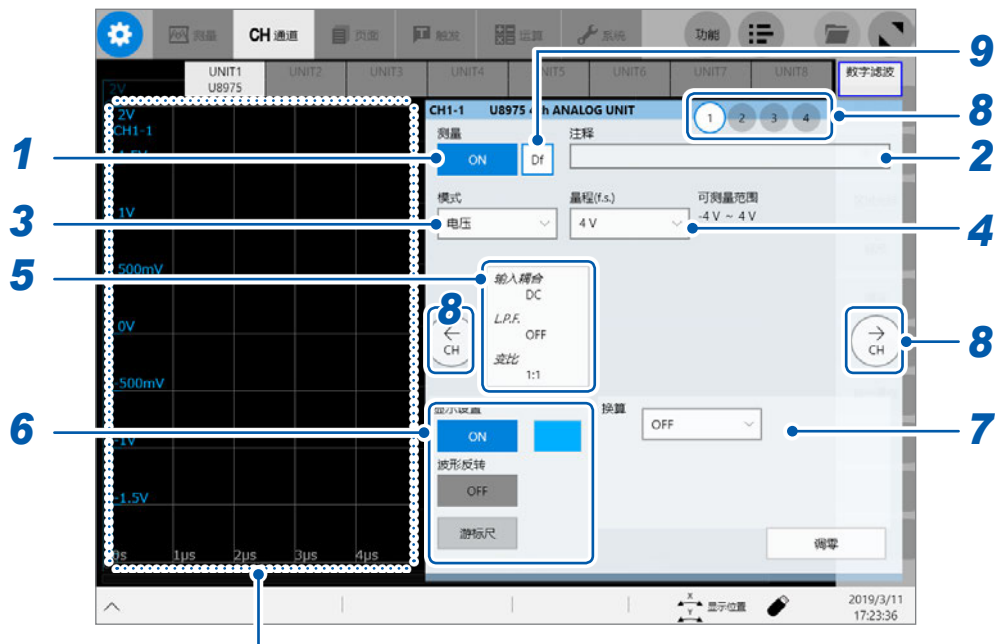 测量
CH 通道
页面
触发
运算
系统
功能
UNIT1
U8975
UNIT2
UNIT3
UNIT4
UNIT6
UNIT7
UNIT8
数字滤波
9
2V
2V
CH1-1
CH1-1
ANALOG UNIT
1
2
3
4
8
测量
注释
1
ON
Df
2
1V
模式
量程(f.s.)
可测量范围
3
电压
4 V
-4 V ~ 4 V
4
5
500mV
输入耦合
DC
8
L.P.F.
0V
OFF
←
CH
→
CH
8
变比
1:1
-500mV
显示设置
换算
6
ON
OFF
7
-1V
波形反转
OFF
-1.5V
游标尺
调零
0s
1µs
2µs
3µs
4µs
X
Y
显示位置
2019/3/11
17:23:36